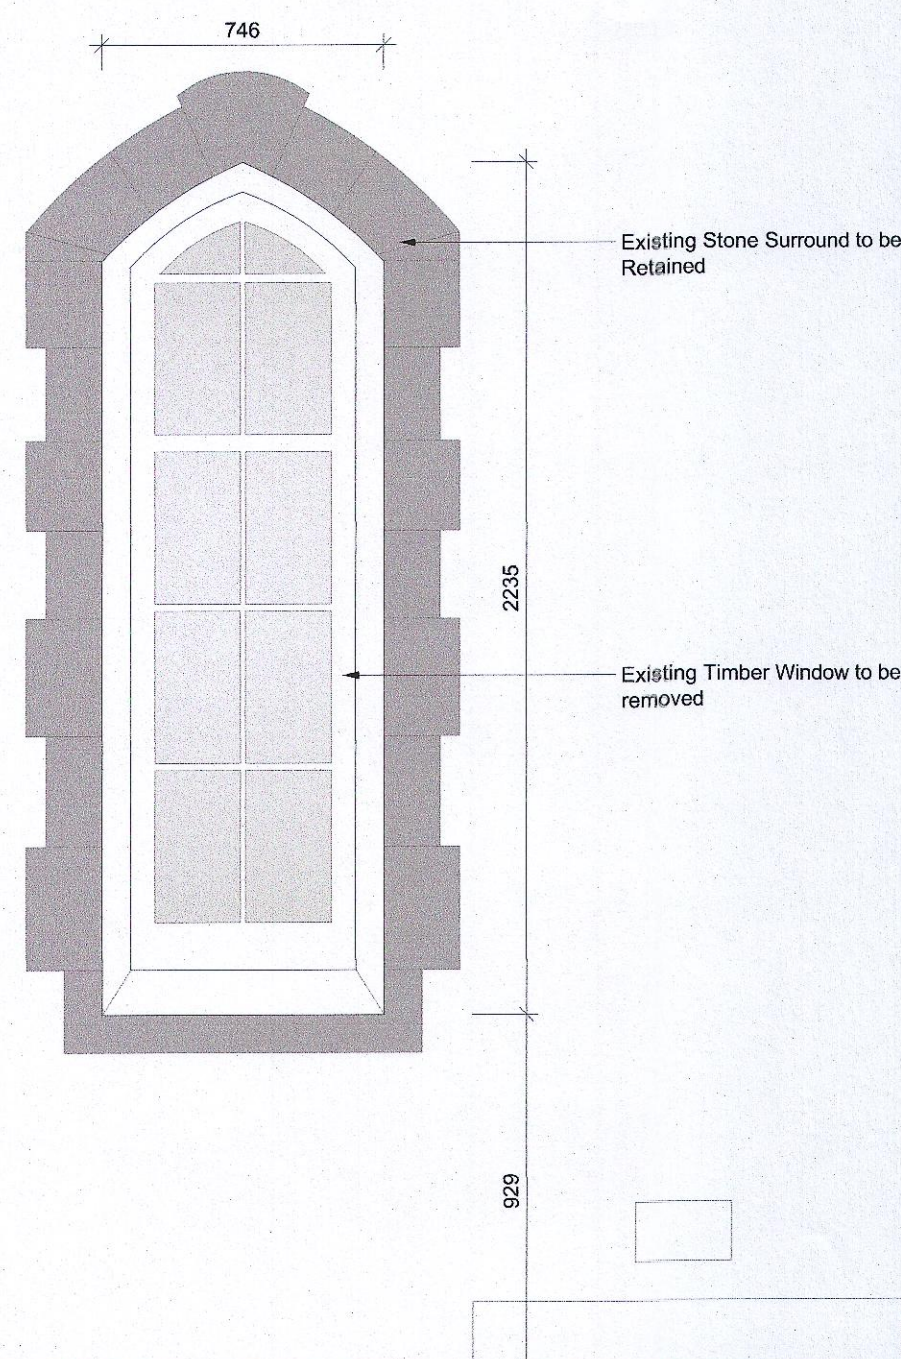 746
Existing Stone Surround to be
Retained
2235
Existing Timber Window to be
removed
929